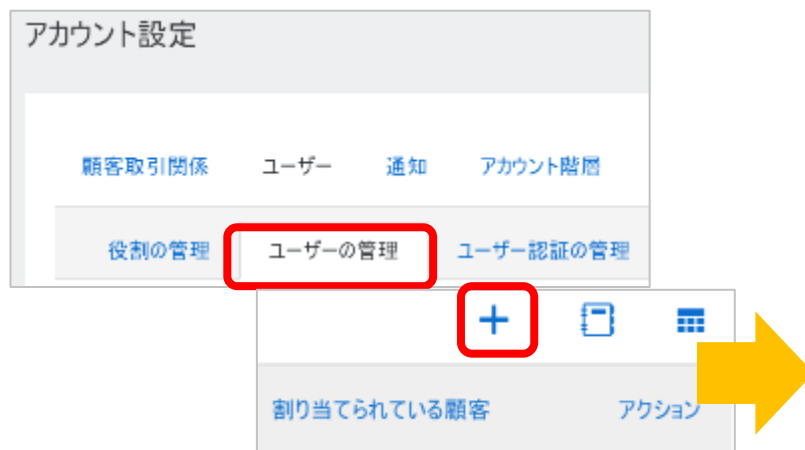 アカウント設定
顧客取引関係 ユーザー 通知 アカウント階層
役割の管理 ユーザーの管理 ユーザー認証の管理
割り当てられている顧客 アクション